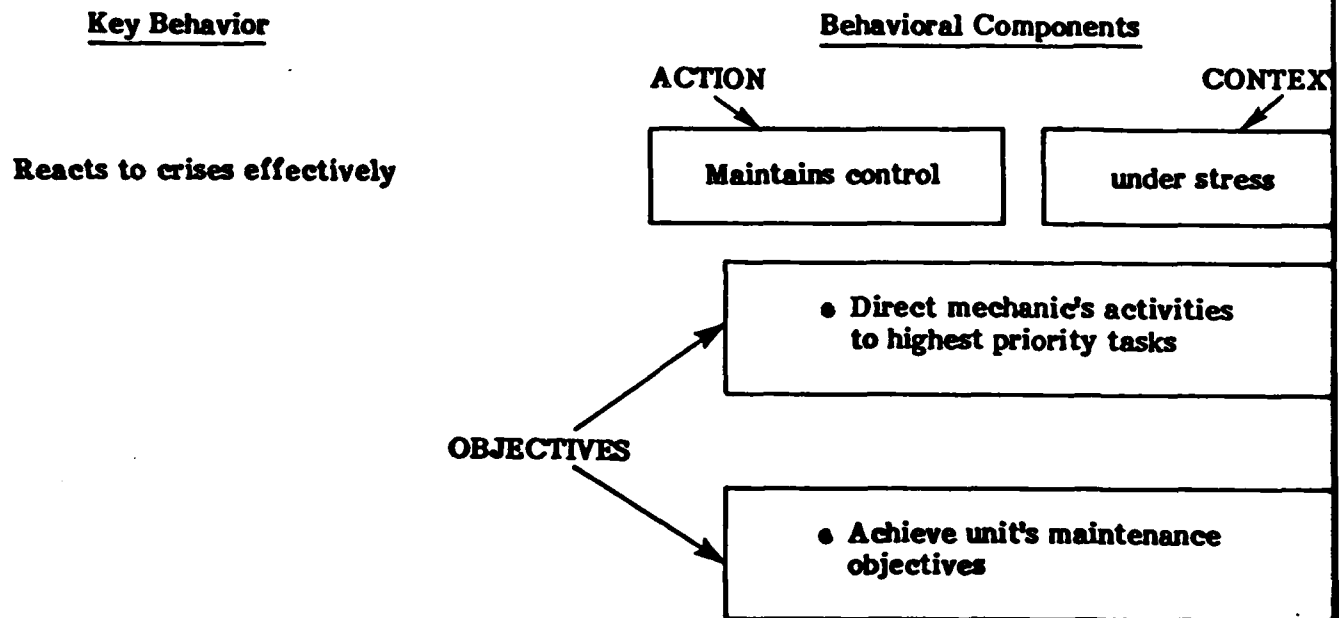 Key Behavior
Behavioral Components
ACTION
CONTEX
Reacts to crises effectively
Maintains control
under stress
• Direct mechanic's activities
to highest priority tasks
OBJECTIVES
• Achieve unit's maintenance
objectives